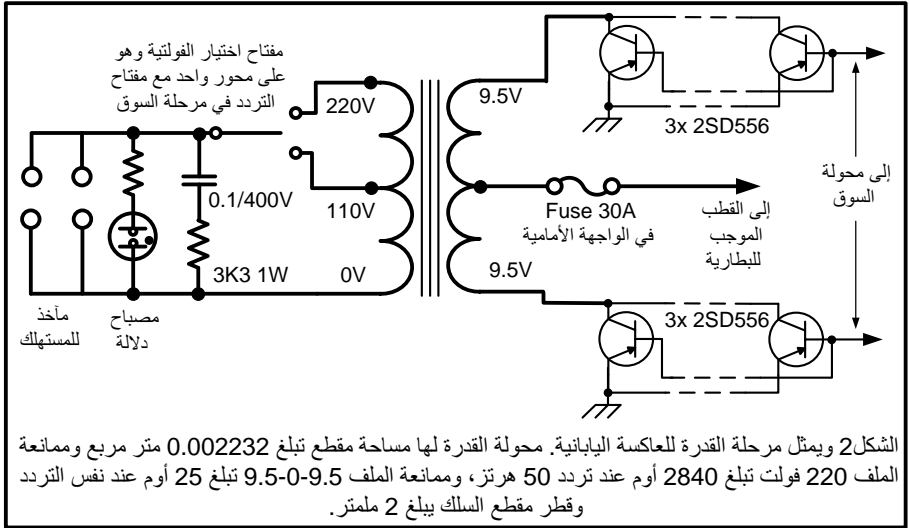 مفتاح اختيار الفولتية وهو
على محور واحد مع مفتاح
التردد في مرحلة السوق
220V
9.5V
3x 2SD556
إلى محولة
السوق
0.1/400V
110V
Fuse 30A
في الواجهة الأمامية
إلى القطب
الموجب
للبطارية
3K3 1W
0V
9.5V
3x 2SD556
مآخذ
للمستهلك
مصباح
دلالة
الشكل2 ويمثل مرحلة القدرة للعاكسة اليابانية. محولة القدرة لها مساحة مقطع تبلغ 0.002232 متر مربع وممانعة
الملف 220 فولت تبلغ 2840 أوم عند تردد 50 هرتز، وممانعة الملف 9.5-0-9.5 تبلغ 25 أوم عند نفس التردد
وقطر مقطع السلك يبلغ 2 ملمتر.